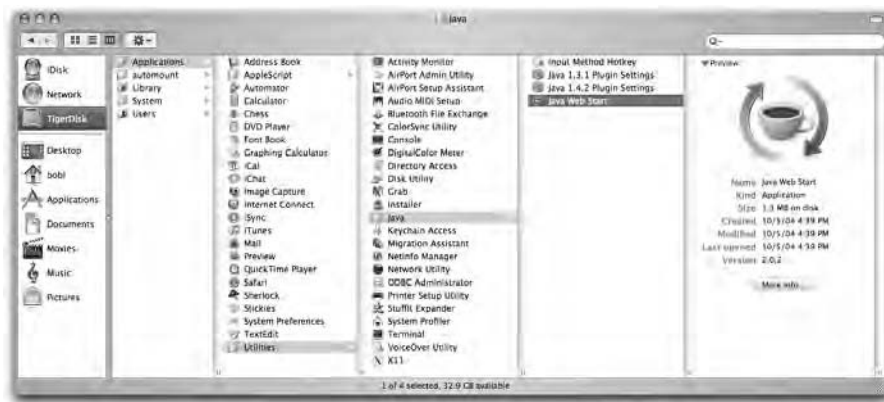 Java
iDisk
Network
TigerDisk
Desktop
bobl
Applications
Documents
Movies
Music
Pictures
Applications
automount
Library
System
Users
Address Book
AppleScript
Automator
Calculator
Chess
DVD Player
Font Book
Graphing Calculator
iCal
iChat
Image Capture
Internet Connect
iSync
iTunes
Mail
Preview
QuickTime Player
Safari
Sherlock
Stickies
System Preferences
TextEdit
Utilities
Activity Monitor
AirPort Admin Utility
AirPort Setup Assistant
Audio MIDI Setup
Bluetooth File Exchange
ColorSync Utility
Console
DigitalColor Meter
Directory Access
Disk Utility
Grab
Installer
Java
Keychain Access
Migration Assistant
NetInfo Manager
Network Utility
ODBC Administrator
Printer Setup Utility
StuffIt Expander
System Profiler
Terminal
VoiceOver Utility
X11
Input Method Hotkey
Java 1.3.1 Plugin Settings
Java 1.4.2 Plugin Settings
Java Web Start
Preview
Name Java Web Start
Kind Application
Size 1.3 MB on disk
Created 10/5/04 4:39 PM
Modified 10/5/04 4:39 PM
Last opened 10/5/04 4:39 PM
Version 2.0.2
More info...
1 of 4 selected, 32.9 GB available